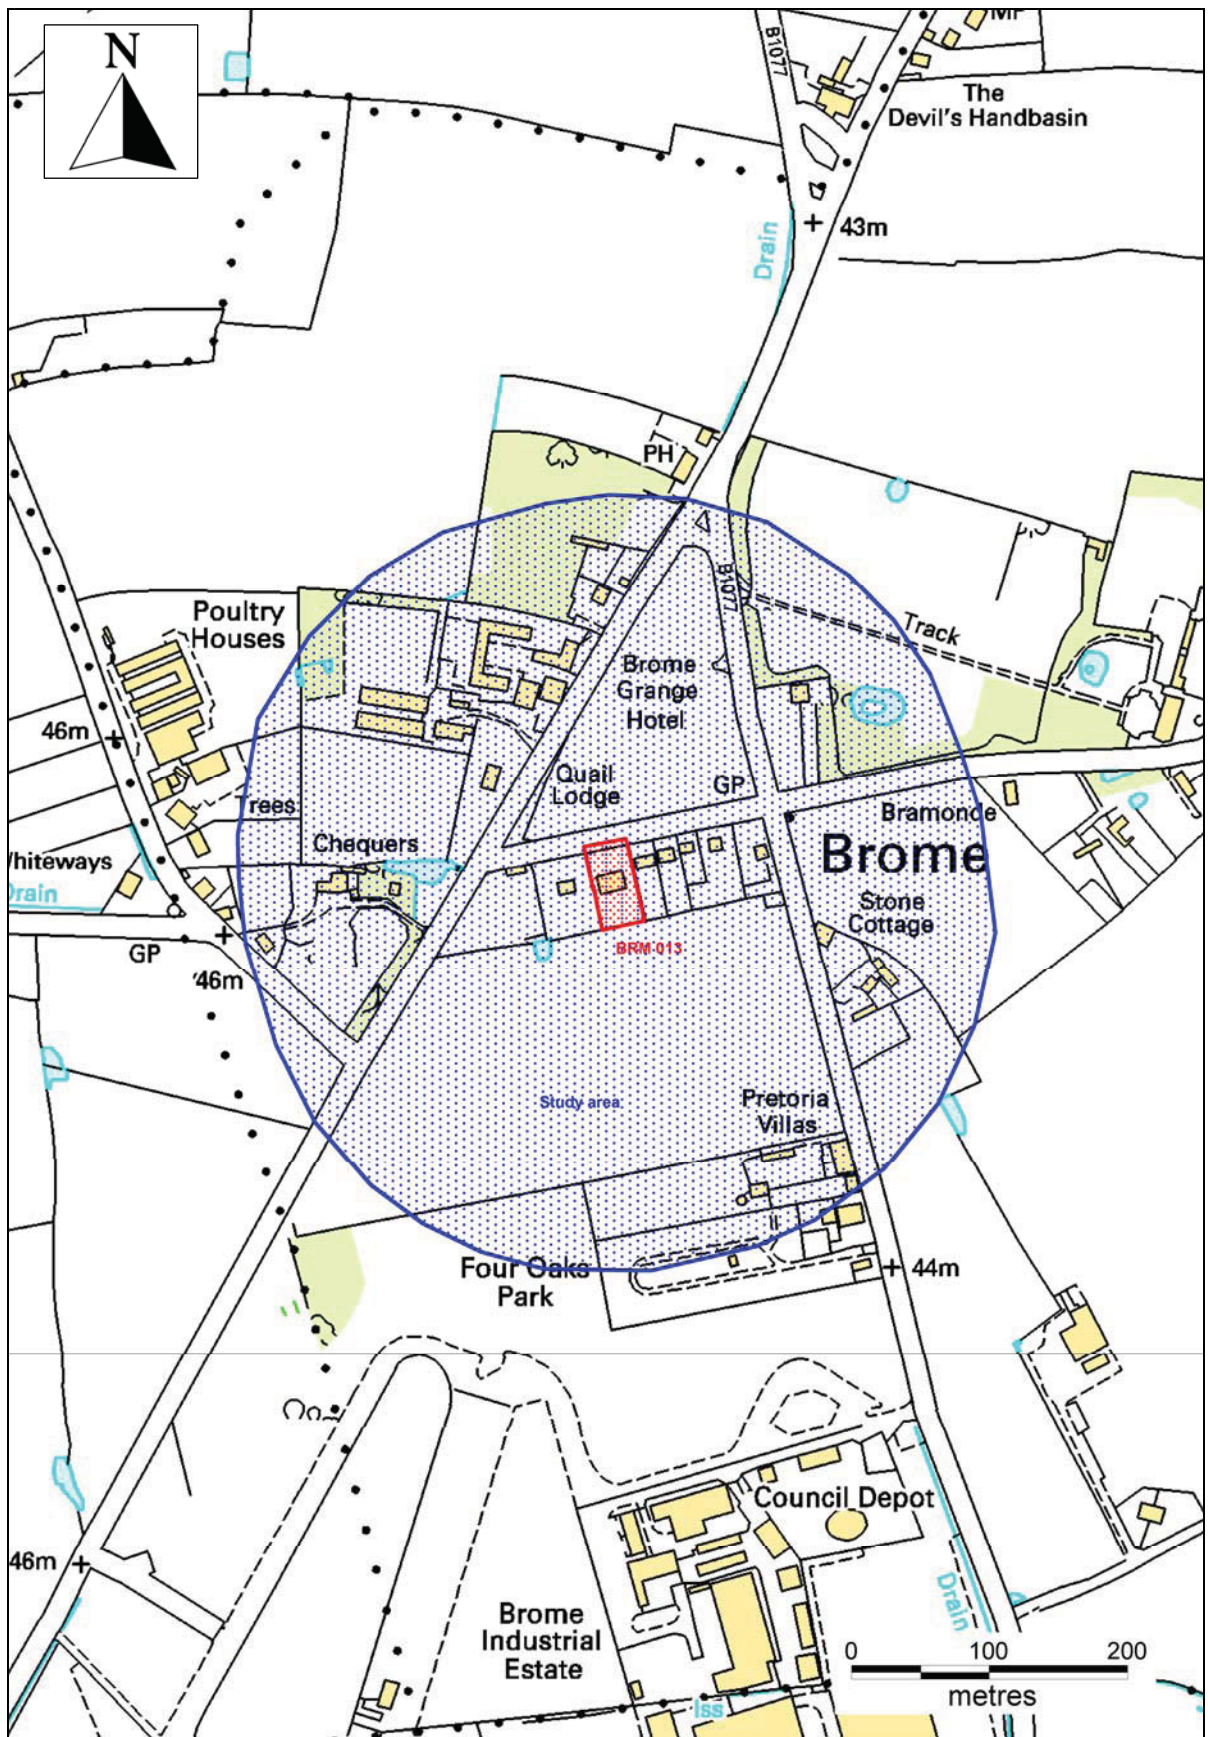 N
B1077
MP
The
Devil's Handbasin
43m
Drain
PH
B1077
Poultry
Houses
Track
Brome
Grange
Hotel
46m
Quail
Lodge
GP
Trees
Bramonde
Chequers
Brome
Whiteways
Drain
Stone
Cottage
GP
BRM 013
46m
Study area
Pretoria
Villas
Four Oaks
Park
44m
Council Depot
46m
Drain
Brome
Industrial
Estate
0 100 200
metres
Iss